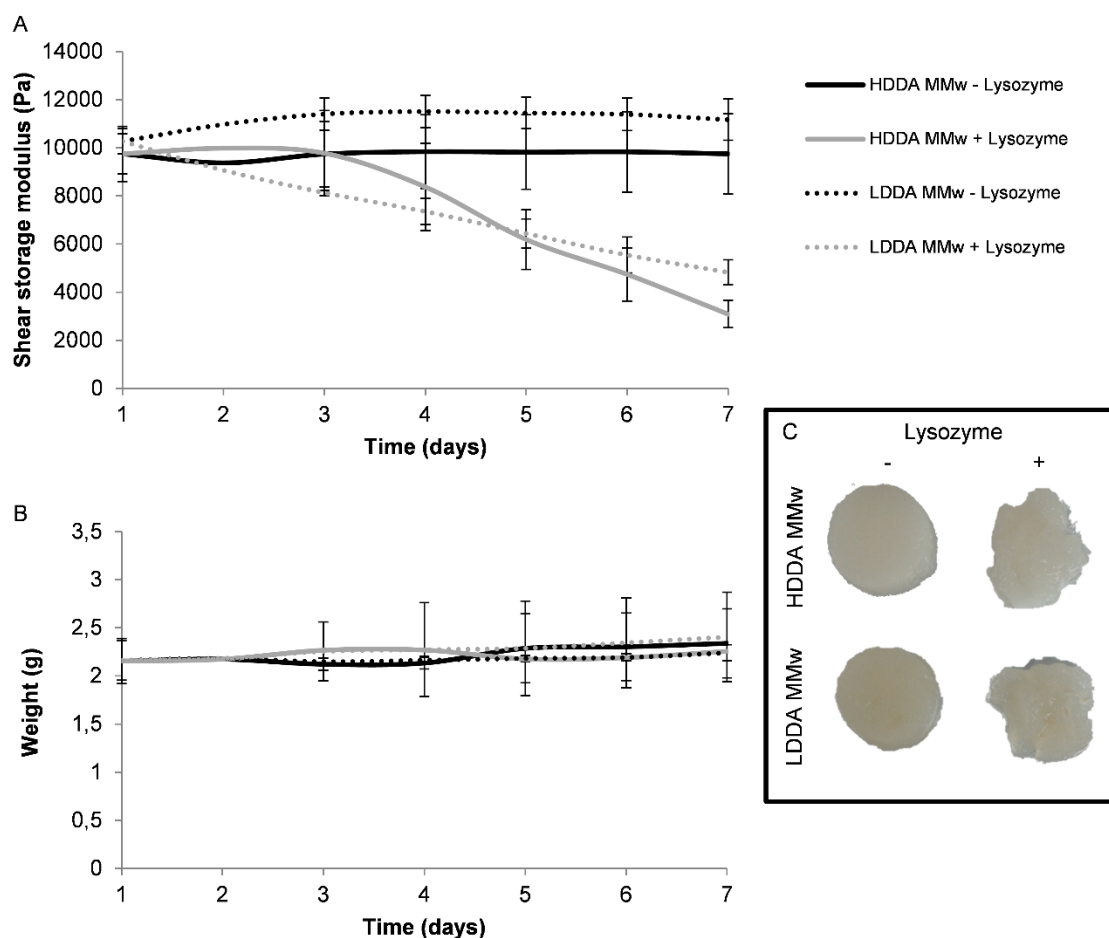 A
14000
12000
10000
8000
6000
4000
2000
0
Shear storage modulus (Pa)
1 2 3 4 5 6 7
Time (days)
HDDA MMw - Lysozyme
HDDA MMw + Lysozyme
LDDA MMw - Lysozyme
LDDA MMw + Lysozyme
B
3,5
3
2,5
2
1,5
1
0,5
0
Weight (g)
1 2 3 4 5 6 7
Time (days)
C Lysozyme
- +
HDDA MMw
LDDA MMw